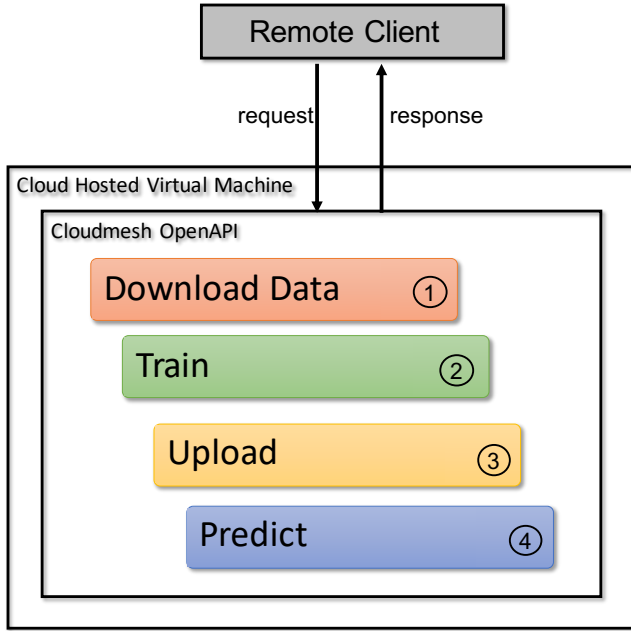 Remote Client
request response
Cloud Hosted Virtual Machine
Cloudmesh OpenAPI
Download Data 1
Train 2
Upload 3
Predict 4